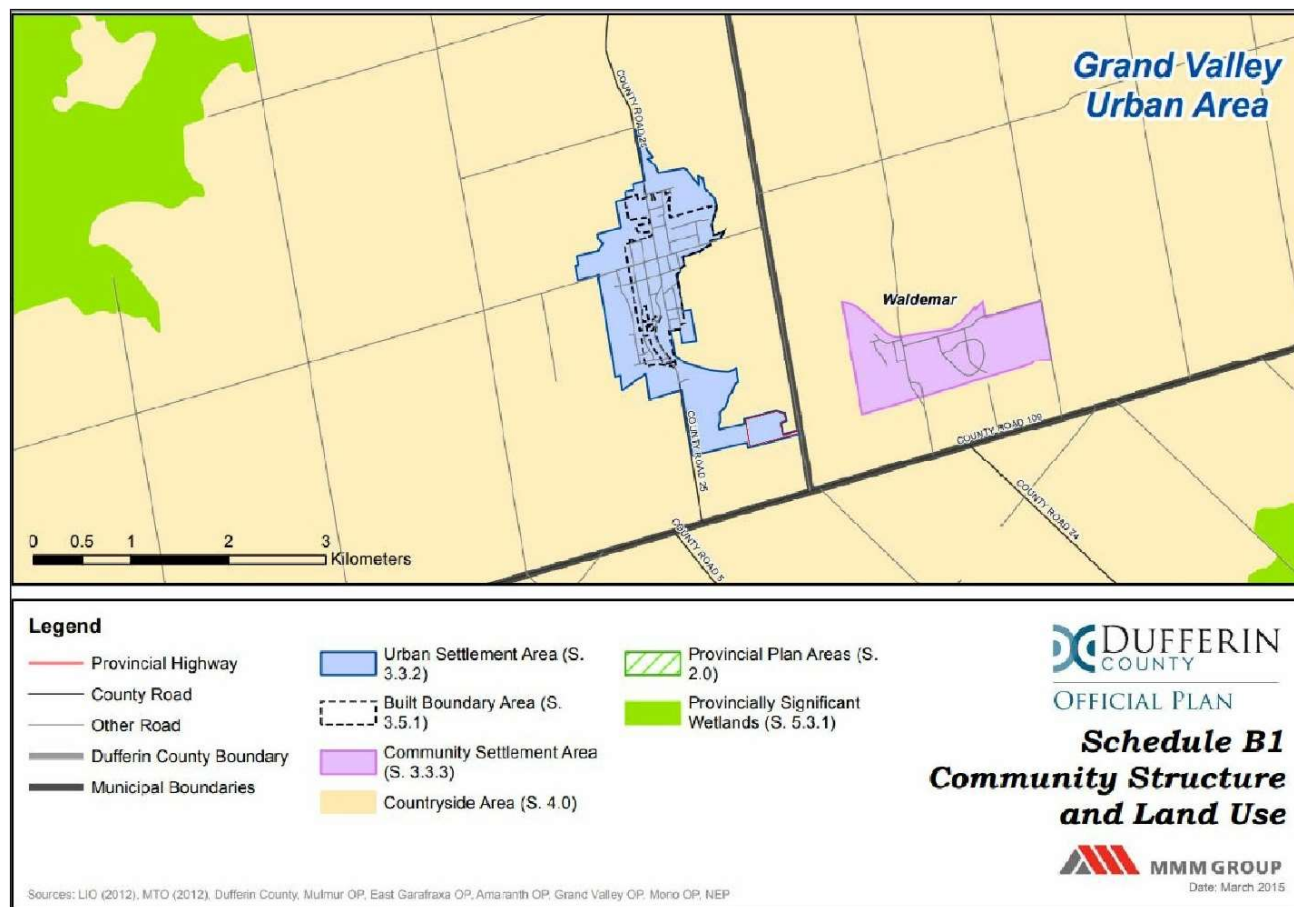 Grand Valley
Urban Area
COUNTY ROAD 25
Waldemar
COUNTY ROAD 109
COUNTY ROAD 25
COUNTY ROAD 24
COUNTY ROAD 5
0 0.5 1 2 3
Kilometers
Legend
Provincial Highway
County Road
Other Road
Dufferin County Boundary
Municipal Boundaries
Urban Settlement Area (S.
3.3.2)
Built Boundary Area (S.
3.5.1)
Community Settlement Area
(S. 3.3.3)
Countryside Area (S. 4.0)
Provincial Plan Areas (S.
2.0)
Provincially Significant
Wetlands (S. 5.3.1)
DUFFERIN
COUNTY
OFFICIAL PLAN
Schedule B1
Community Structure
and Land Use
MMM GROUP
Date: March 2015
Sources: LIO (2012), MTO (2012), Dufferin County, Mulmur OP, East Garafraxa OP, Amaranth OP, Grand Valley OP, Mono OP, NEP